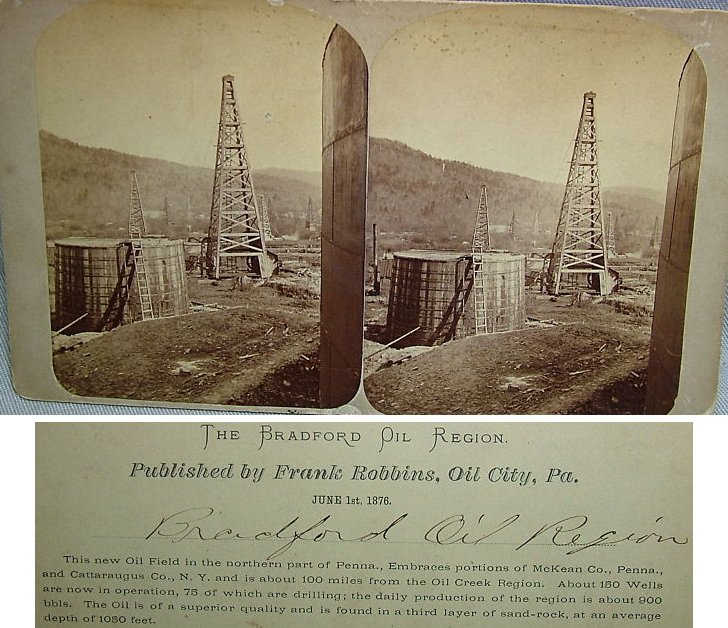 THE BRADFORD OIL REGION.
Published by Frank Robbins, Oil City, Pa.
JUNE 1st, 1876.
Bradford Oil Region
This new Oil Field in the northern part of Penna., Embraces portions of McKean Co., Penna.,
and Cattaraugus Co., N. Y. and is about 100 miles from the Oil Creek Region. About 150 Wells
are now in operation, 75 of which are drilling; the daily production of the region is about 900
bbls. The Oil is of a superior quality and is found in a third layer of sand-rock, at an average
depth of 1050 feet.